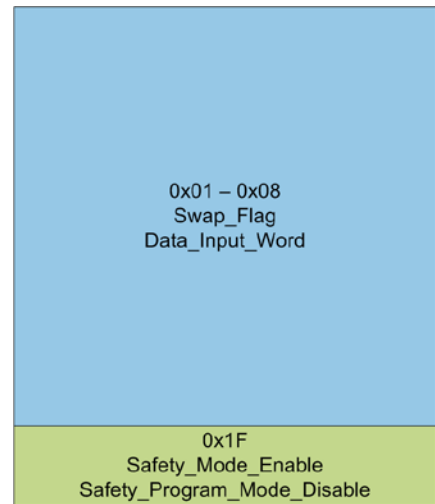 0x01 – 0x08
Swap_Flag
Data_Input_Word
0x1F
Safety_Mode_Enable
Safety_Program_Mode_Disable